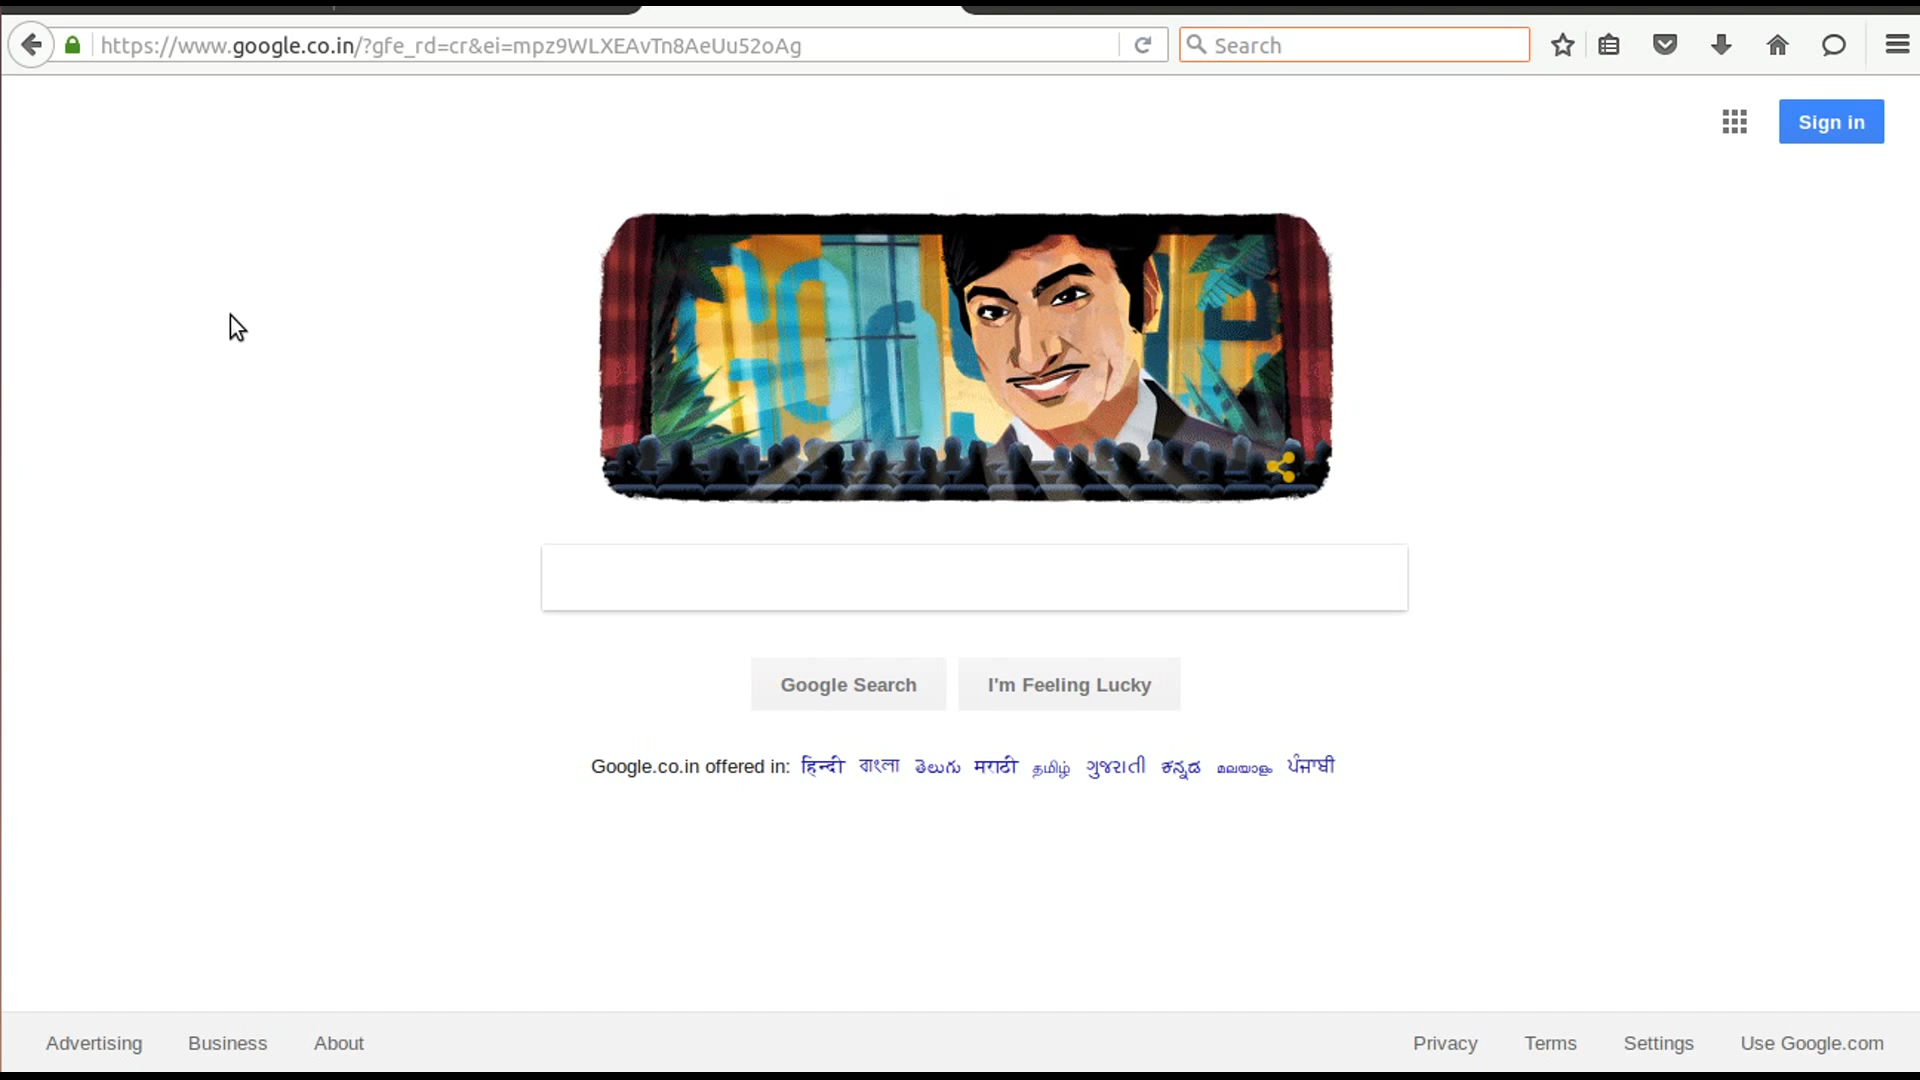 https://www.google.co.in/?gfe_rd=cr&ei=mpz9WLXEAvTn8AeUu52oAg
Search
Sign in
Google Search
I'm Feeling Lucky
Google.co.in offered in: हिन्दी বাংলা తెలుగు मराठी தமிழ் ગુજરાતી ಕನ್ನಡ മലയാളം ਪੰਜਾਬੀ
Advertising Business About Privacy Terms Settings Use Google.com